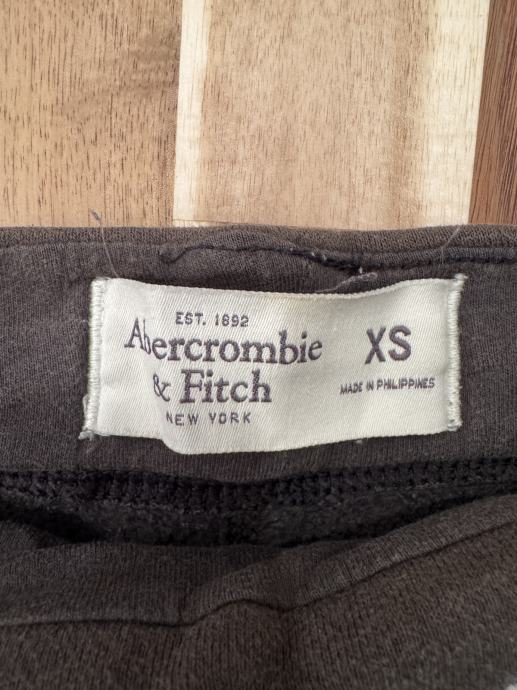 EST. 1892
Abercrombie
& Fitch
NEW YORK
XS
MADE IN PHILIPPINES